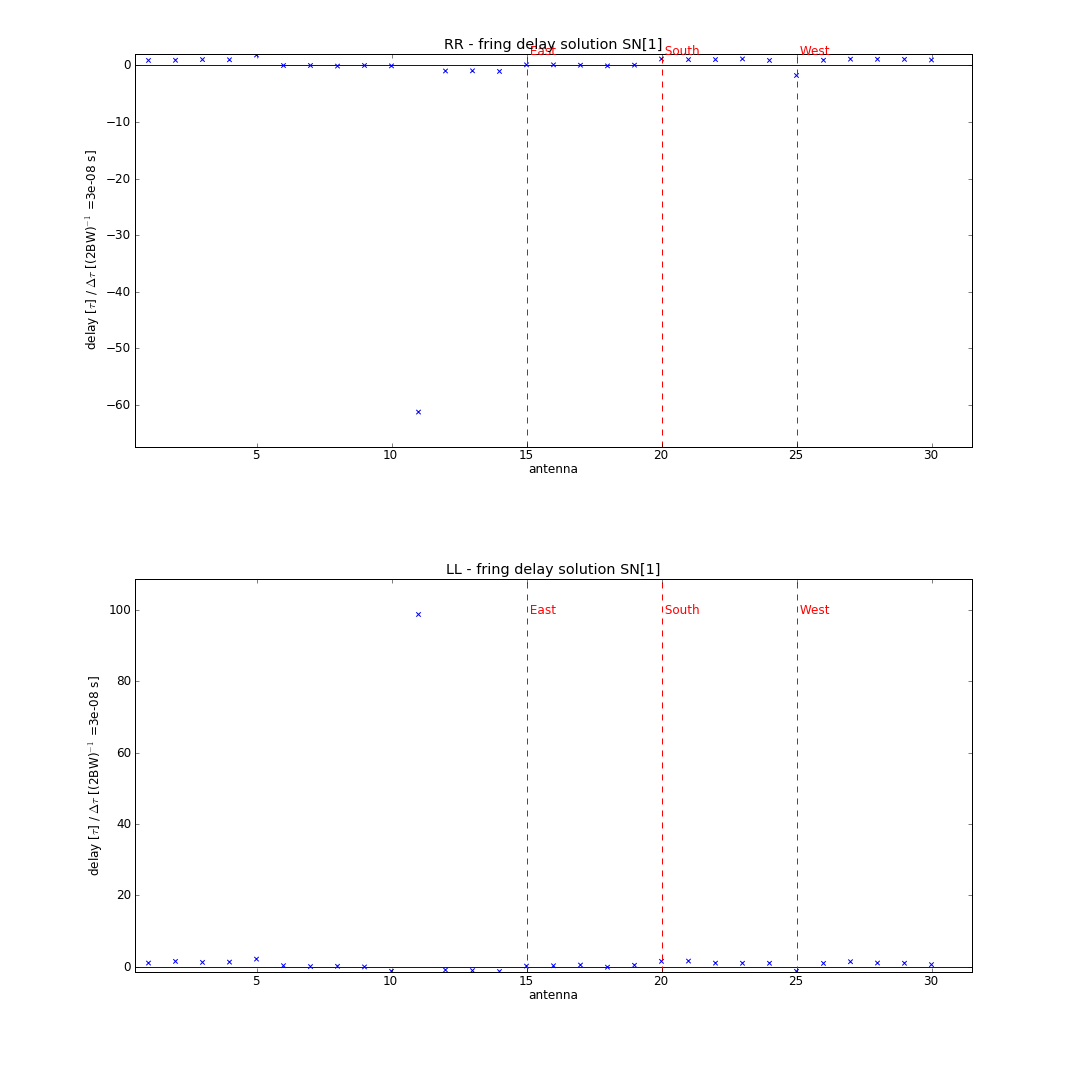 RR - fring delay solution SN[1]
East
South
West
0
−10
−20
−30
−40
−50
−60
delay [τ] / Δτ [(2BW)⁻¹ =3e-08 s]
5
10
15
20
25
30
antenna
LL - fring delay solution SN[1]
East
South
West
100
80
60
40
20
0
delay [τ] / Δτ [(2BW)⁻¹ =3e-08 s]
5
10
15
20
25
30
antenna